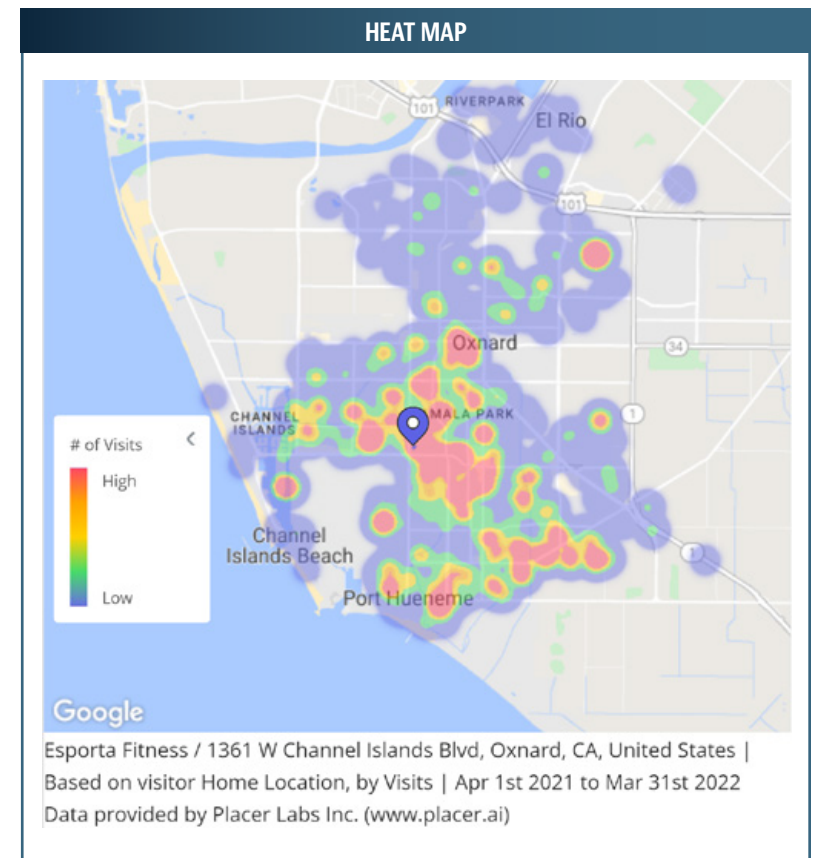 HEAT MAP
101
RIVERPARK
El Rio
101
Oxnard
34
CHANNEL
ISLANDS
MALA PARK
1
# of Visits
High
Low
Channel
Islands Beach
1
Port Hueneme
Google
Esporta Fitness / 1361 W Channel Islands Blvd, Oxnard, CA, United States |
Based on visitor Home Location, by Visits | Apr 1st 2021 to Mar 31st 2022
Data provided by Placer Labs Inc. (www.placer.ai)